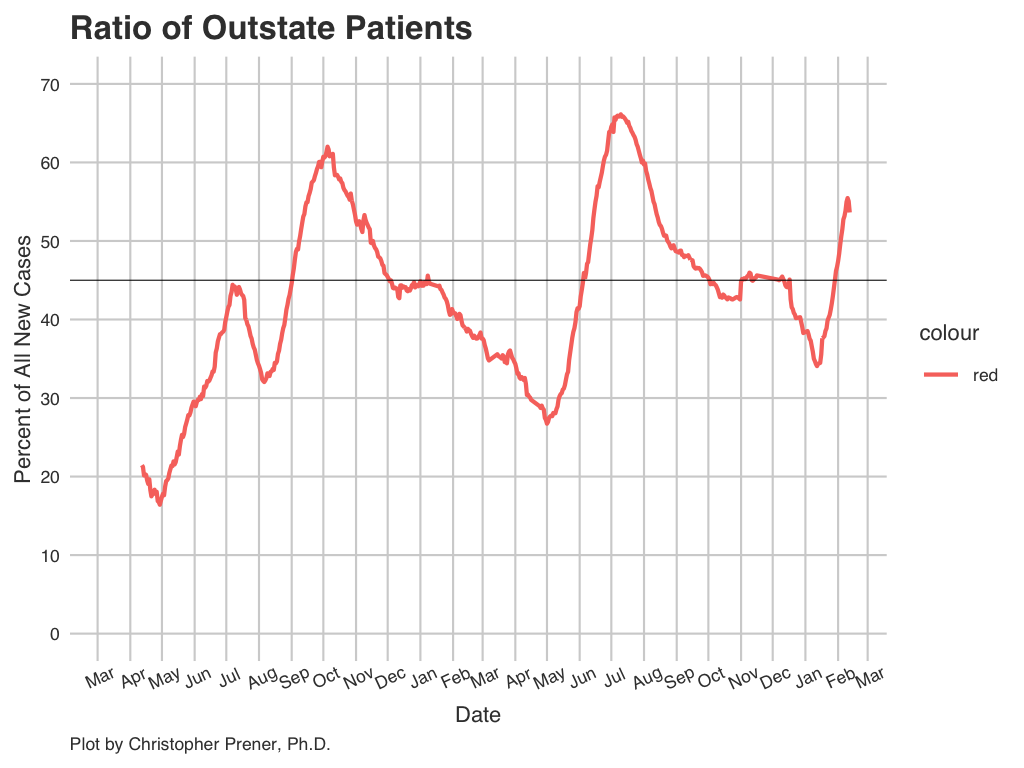 Ratio of Outstate Patients
Percent of All New Cases
70
60
50
40
30
20
10
0
Mar Apr May Jun Jul Aug Sep Oct Nov Dec Jan Feb Mar Apr May Jun Jul Aug Sep Oct Nov Dec Jan Feb Mar
Date
colour
red
Plot by Christopher Prener, Ph.D.